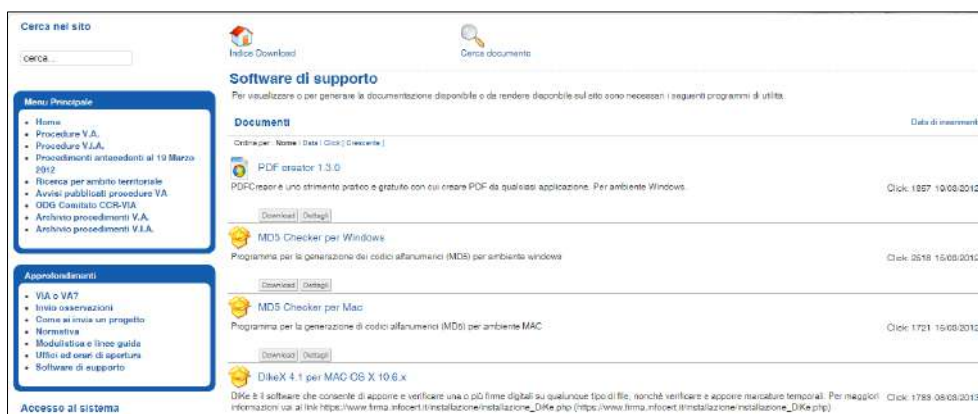 Cerca nel sito
cerca...
Menu Principale
Home
Procedure V.A.
Procedure V.I.A.
Procedimenti antecedenti al 19 Marzo
2012
Ricerca per ambito territoriale
Avvisi pubblicati procedure VA
ODG Comitato CCR-VIA
Archivio procedimenti V.A.
Archivio procedimenti V.I.A.
Approfondimenti
VIA o VA?
Invio osservazioni
Come si invia un progetto
Normativa
Modulistica e linee guida
Uffici ed orari di apertura
Software di supporto
Accesso al sistema
Indice Download
Cerca documento
Software di supporto
Per visualizzare o per generare la documentazione disponibile o da rendere disponibile sul sito sono necessari i seguenti programmi di utilità.
Documenti
Data di inserimento
Ordina per: Nome | Data | Click [ Crescente ]
PDF creator 1.3.0
PDFCreator è uno strimento pratico e gratuito con cui creare PDF da qualsiasi applicazione. Per ambiente Windows.
Click: 1857 19/03/2012
Download Dettagli
MD5 Checker per Windows
Programma per la generazione dei codici alfanumerici (MD5) per ambiente windows
Click: 2518 15/03/2012
Download Dettagli
MD5 Checker per Mac
Programma per la generazione di codici alfanumerici (MD5) per ambiente MAC
Click: 1721 15/03/2012
Download Dettagli
DikeX 4.1 per MAC OS X 10.6.x
DiKe è il software che consente di apporre e verificare una o più firme digitali su qualunque tipo di file, nonché verificare e apporre marcature temporali. Per maggiori
Click: 1783 08/03/2012
informazioni vai al link https://www.firma.infocert.it/installazione/installazione_DiKe.php (https://www.firma.infocert.it/installazione/installazione_DiKe.php)